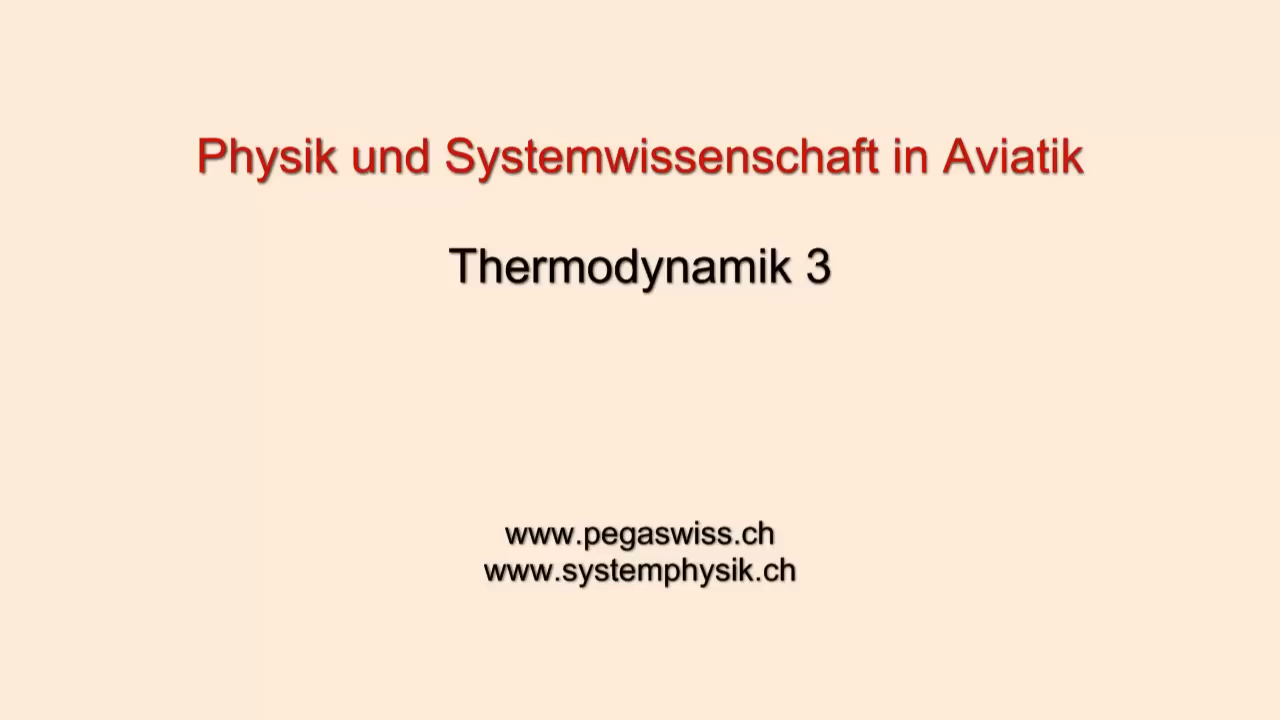 Physik und Systemwissenschaft in Aviatik
Thermodynamik 3
www.pegaswiss.ch
www.systemphysik.ch